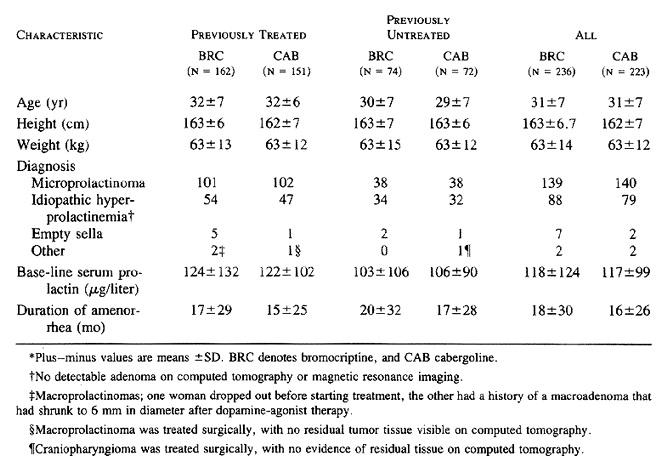 CHARACTERISTIC PREVIOUSLY TREATED PREVIOUSLY UNTREATED ALL
BRC CAB BRC CAB BRC CAB
(N = 162) (N = 151) (N = 74) (N = 72) (N = 236) (N = 223)
Age (yr) 32±7 32±6 30±7 29±7 31±7 31±7
Height (cm) 163±6 162±7 163±7 163±6 163±6.7 162±7
Weight (kg) 63±13 63±12 63±15 63±12 63±14 63±12
Diagnosis
Microprolactinoma 101 102 38 38 139 140
Idiopathic hyper- 54 47 34 32 88 79
prolactinemia†
Empty sella 5 1 2 1 7 2
Other 2‡ 1§ 0 1¶ 2 2
Base-line serum pro- 124±132 122±102 103±106 106±90 118±124 117±99
lactin (µg/liter)
Duration of amenor- 17±29 15±25 20±32 17±28 18±30 16±26
rhea (mo)
*Plus–minus values are means ±SD. BRC denotes bromocriptine, and CAB cabergoline.
†No detectable adenoma on computed tomography or magnetic resonance imaging.
‡Macroprolactinomas; one woman dropped out before starting treatment, the other had a history of a macroadenoma that
had shrunk to 6 mm in diameter after dopamine-agonist therapy.
§Macroprolactinoma was treated surgically, with no residual tumor tissue visible on computed tomography.
¶Craniopharyngioma was treated surgically, with no evidence of residual tissue on computed tomography.